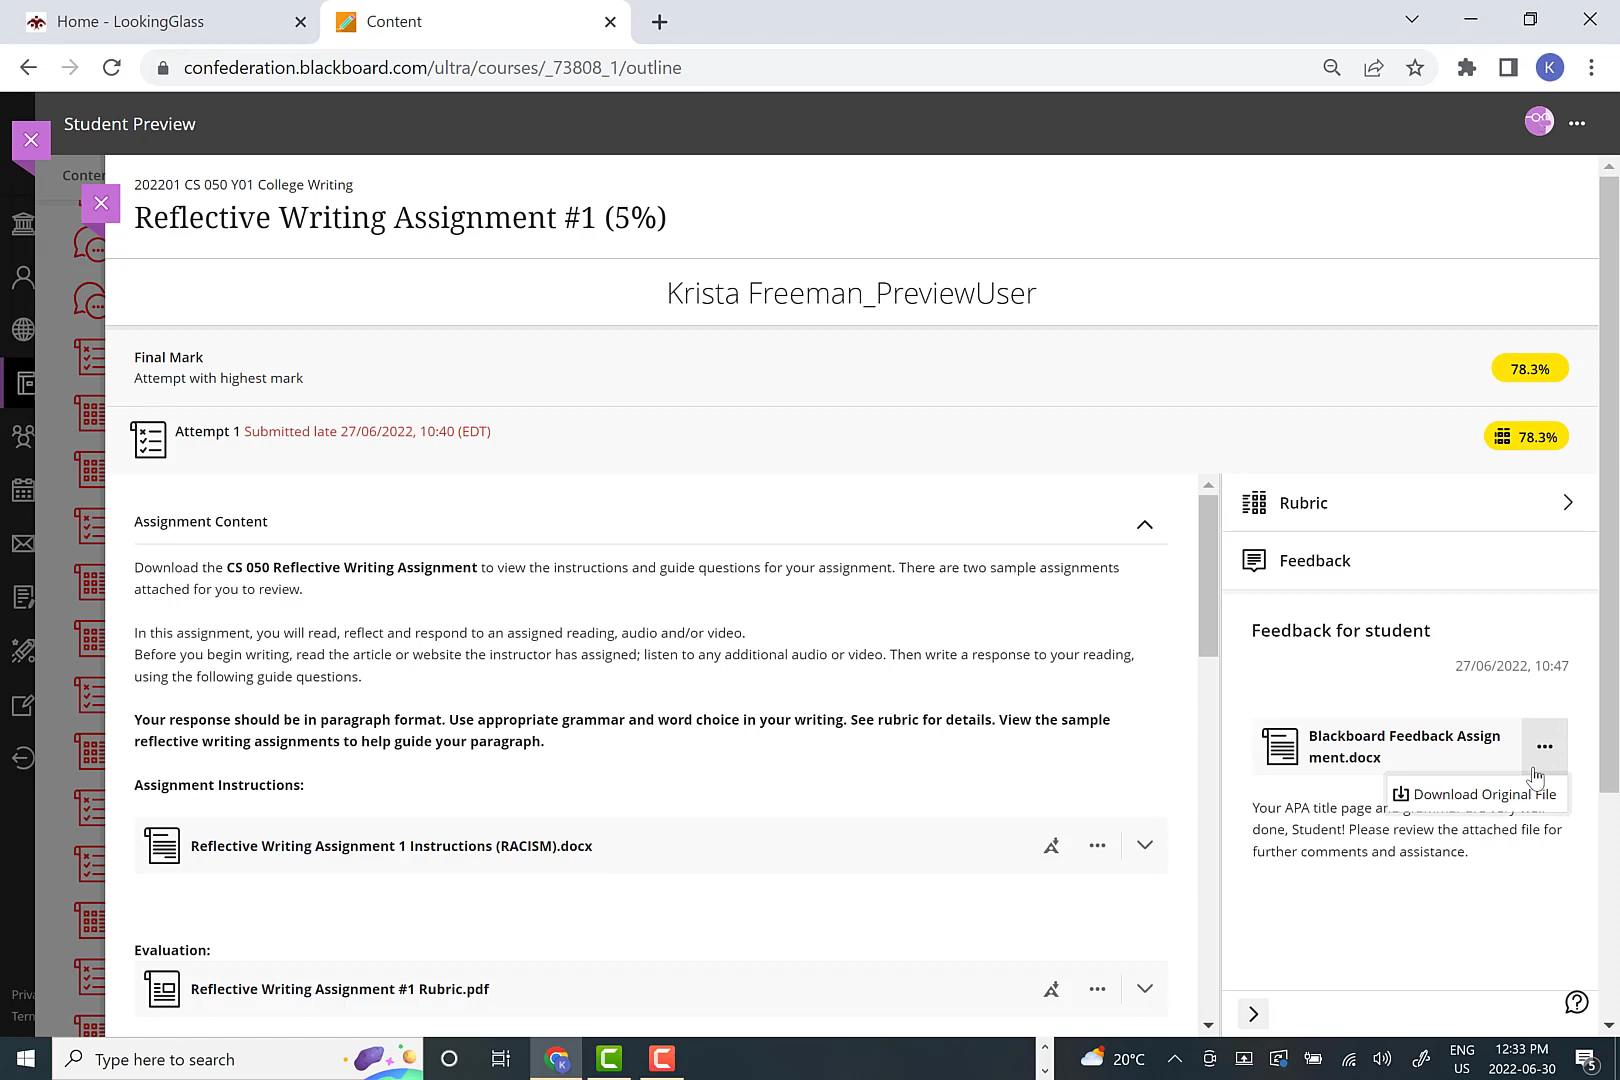 Home - LookingGlass
Content
confederation.blackboard.com/ultra/courses/_73808_1/outline
K
Student Preview
Conter
202201 CS 050 Y01 College Writing
Reflective Writing Assignment #1 (5%)
Krista Freeman_PreviewUser
Final Mark
Attempt with highest mark
78.3%
Attempt 1 Submitted late 27/06/2022, 10:40 (EDT)
78.3%
Assignment Content
Download the CS 050 Reflective Writing Assignment to view the instructions and guide questions for your assignment. There are two sample assignments
attached for you to review.
In this assignment, you will read, reflect and respond to an assigned reading, audio and/or video.
Before you begin writing, read the article or website the instructor has assigned; listen to any additional audio or video. Then write a response to your reading,
using the following guide questions.
Your response should be in paragraph format. Use appropriate grammar and word choice in your writing. See rubric for details. View the sample
reflective writing assignments to help guide your paragraph.
Assignment Instructions:
Reflective Writing Assignment 1 Instructions (RACISM).docx
Evaluation:
Reflective Writing Assignment #1 Rubric.pdf
Rubric
Feedback
Feedback for student
27/06/2022, 10:47
Blackboard Feedback Assign
ment.docx
Download Original File
Your APA title page an
done, Student! Please review the attached file for
further comments and assistance.
Priva
Term
Type here to search
20°C
ENG
US
12:33 PM
2022-06-30
5